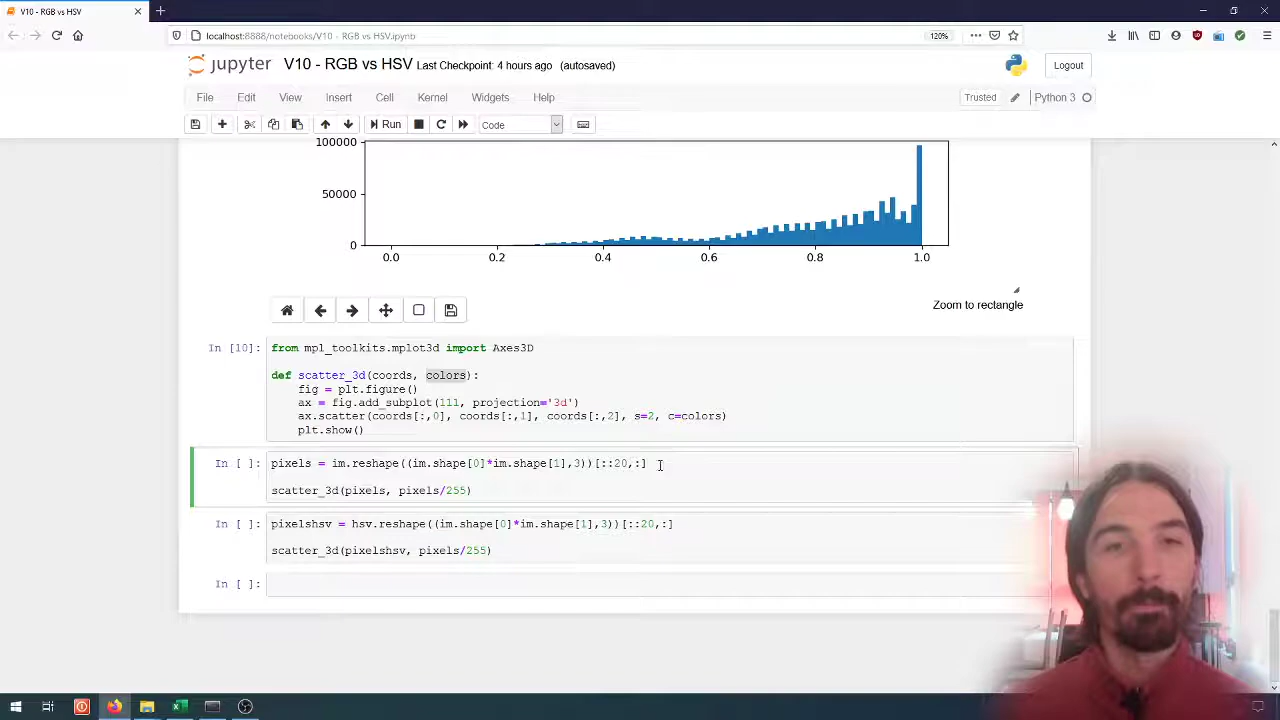 V10 - RGB vs HSV
localhost:8888/notebooks/V10 - RGB vs HSV.ipynb
120%
jupyter V10 - RGB vs HSV Last Checkpoint: 4 hours ago (autosaved)
Logout
File Edit View Insert Cell Kernel Widgets Help
Trusted Python 3
Run Code
100000
50000
0
0.0 0.2 0.4 0.6 0.8 1.0
Zoom to rectangle
In [10]: from mpl_toolkits.mplot3d import Axes3D
def scatter_3d(coords, colors):
fig = plt.figure()
ax = fig.add_subplot(111, projection='3d')
ax.scatter(coords[:,0], coords[:,1], coords[:,2], s=2, c=colors)
plt.show()
In [ ]: pixels = im.reshape((im.shape[0]*im.shape[1],3))[::20,:]
scatter_3d(pixels, pixels/255)
In [ ]: pixelshsv = hsv.reshape((im.shape[0]*im.shape[1],3))[::20,:]
scatter_3d(pixelshsv, pixels/255)
In [ ]: